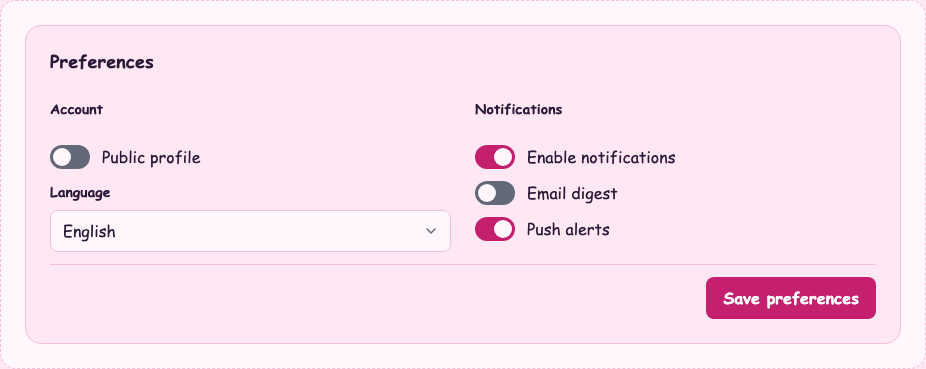 Preferences
Account
Public profile
Language
English
Notifications
Enable notifications
Email digest
Push alerts
Save preferences